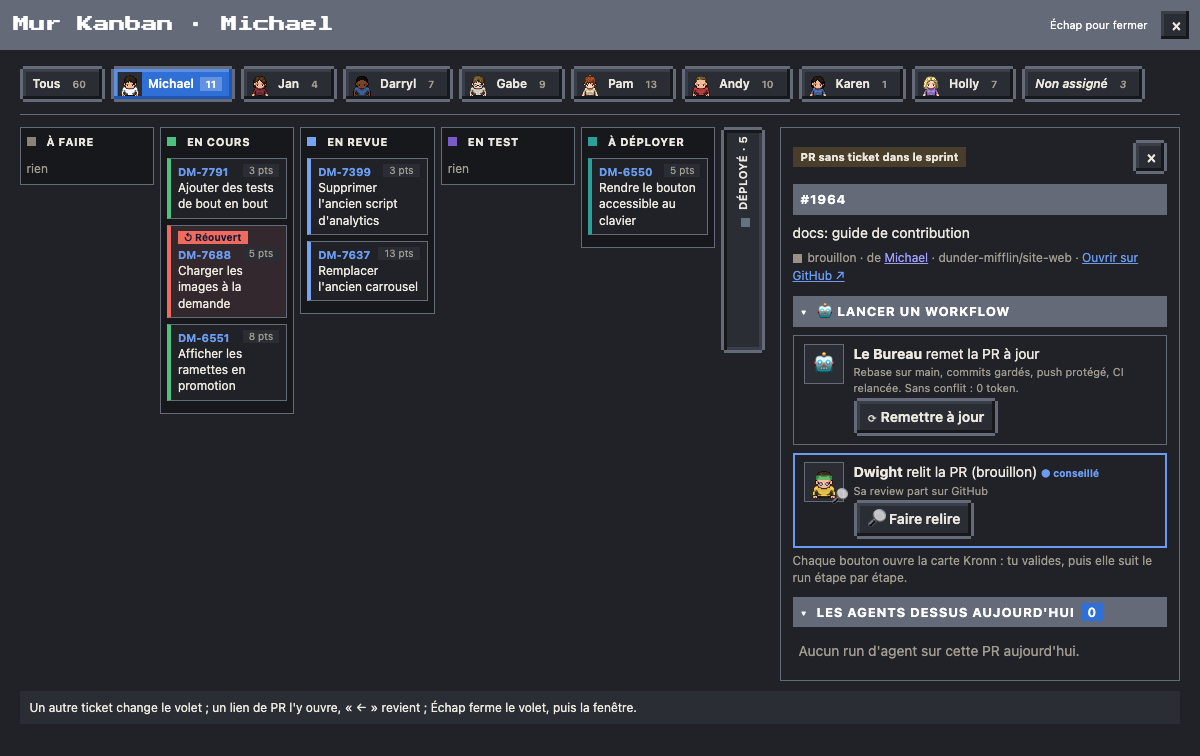 Mur Kanban · Michael
Échap pour fermer
×
Tous 60
Michael 11
Jan 4
Darryl 7
Gabe 9
Pam 13
Andy 10
Karen 1
Holly 7
Non assigné 3
À FAIRE
rien
EN COURS
DM-7791 3 pts
Ajouter des tests
de bout en bout
↺ Réouvert
DM-7688 5 pts
Charger les
images à la
demande
DM-6551 8 pts
Afficher les
ramettes en
promotion
EN REVUE
DM-7399 3 pts
Supprimer
l'ancien script
d'analytics
DM-7637 13 pts
Remplacer
l'ancien carrousel
EN TEST
rien
À DÉPLOYER
DM-6550 5 pts
Rendre le bouton
accessible au
clavier
DÉPLOYÉ · 5
PR sans ticket dans le sprint
×
#1964
docs: guide de contribution
brouillon · de Michael · dunder-mifflin/site-web · Ouvrir sur
GitHub ↗
▾ LANCER UN WORKFLOW
Le Bureau remet la PR à jour
Rebase sur main, commits gardés, push protégé, CI
relancée. Sans conflit : 0 token.
⟳ Remettre à jour
Dwight relit la PR (brouillon) ● conseillé
Sa review part sur GitHub
Faire relire
Chaque bouton ouvre la carte Kronn : tu valides, puis elle suit le
run étape par étape.
▾ LES AGENTS DESSUS AUJOURD'HUI 0
Aucun run d'agent sur cette PR aujourd'hui.
Un autre ticket change le volet ; un lien de PR l'y ouvre, « ← » revient ; Échap ferme le volet, puis la fenêtre.